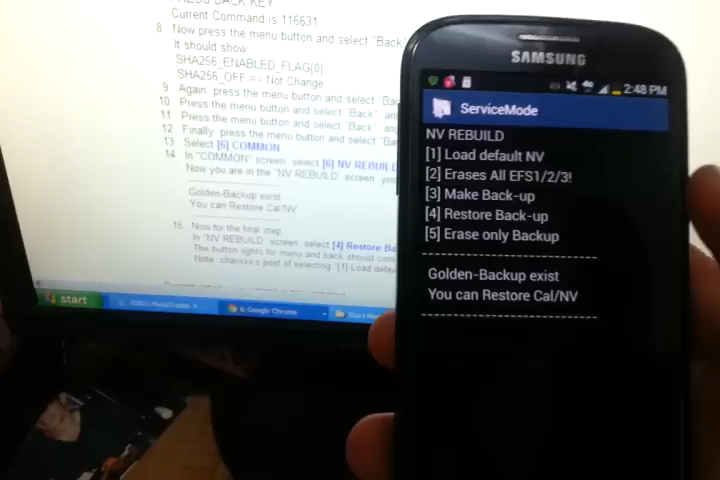 PRESS BACK KEY
Current Command is 116631
8 Now press the menu button and select "Back"
It should show
SHA256_ENABLED_FLAG[0]
SHA256_OFF => Not Change
9 Again press the menu button and select "Ba
10 Press the menu button and select "Back" an
11 Press the menu button and select "Back" and
12 Finally press the menu button and select "Ba
13 Select [6] COMMON
14 In "COMMON" screen select [6] NV REBUIL
Now you are in the "NV REBUILD" screen yo
Golden-Backup exist
You can Restore Cal/NV
15 Now for the final step
In "NV REBUILD" screen, select [4] Restore Ba
The button lights for menu and back should
Note post of selecting "[1] Load defau
start
6 Google Chrome
Start Men
SAMSUNG
2:48 PM
ServiceMode
NV REBUILD
[1] Load default NV
[2] Erases All EFS1/2/3!
[3] Make Back-up
[4] Restore Back-up
[5] Erase only Backup
------------------------------------
Golden-Backup exist
You can Restore Cal/NV
------------------------------------